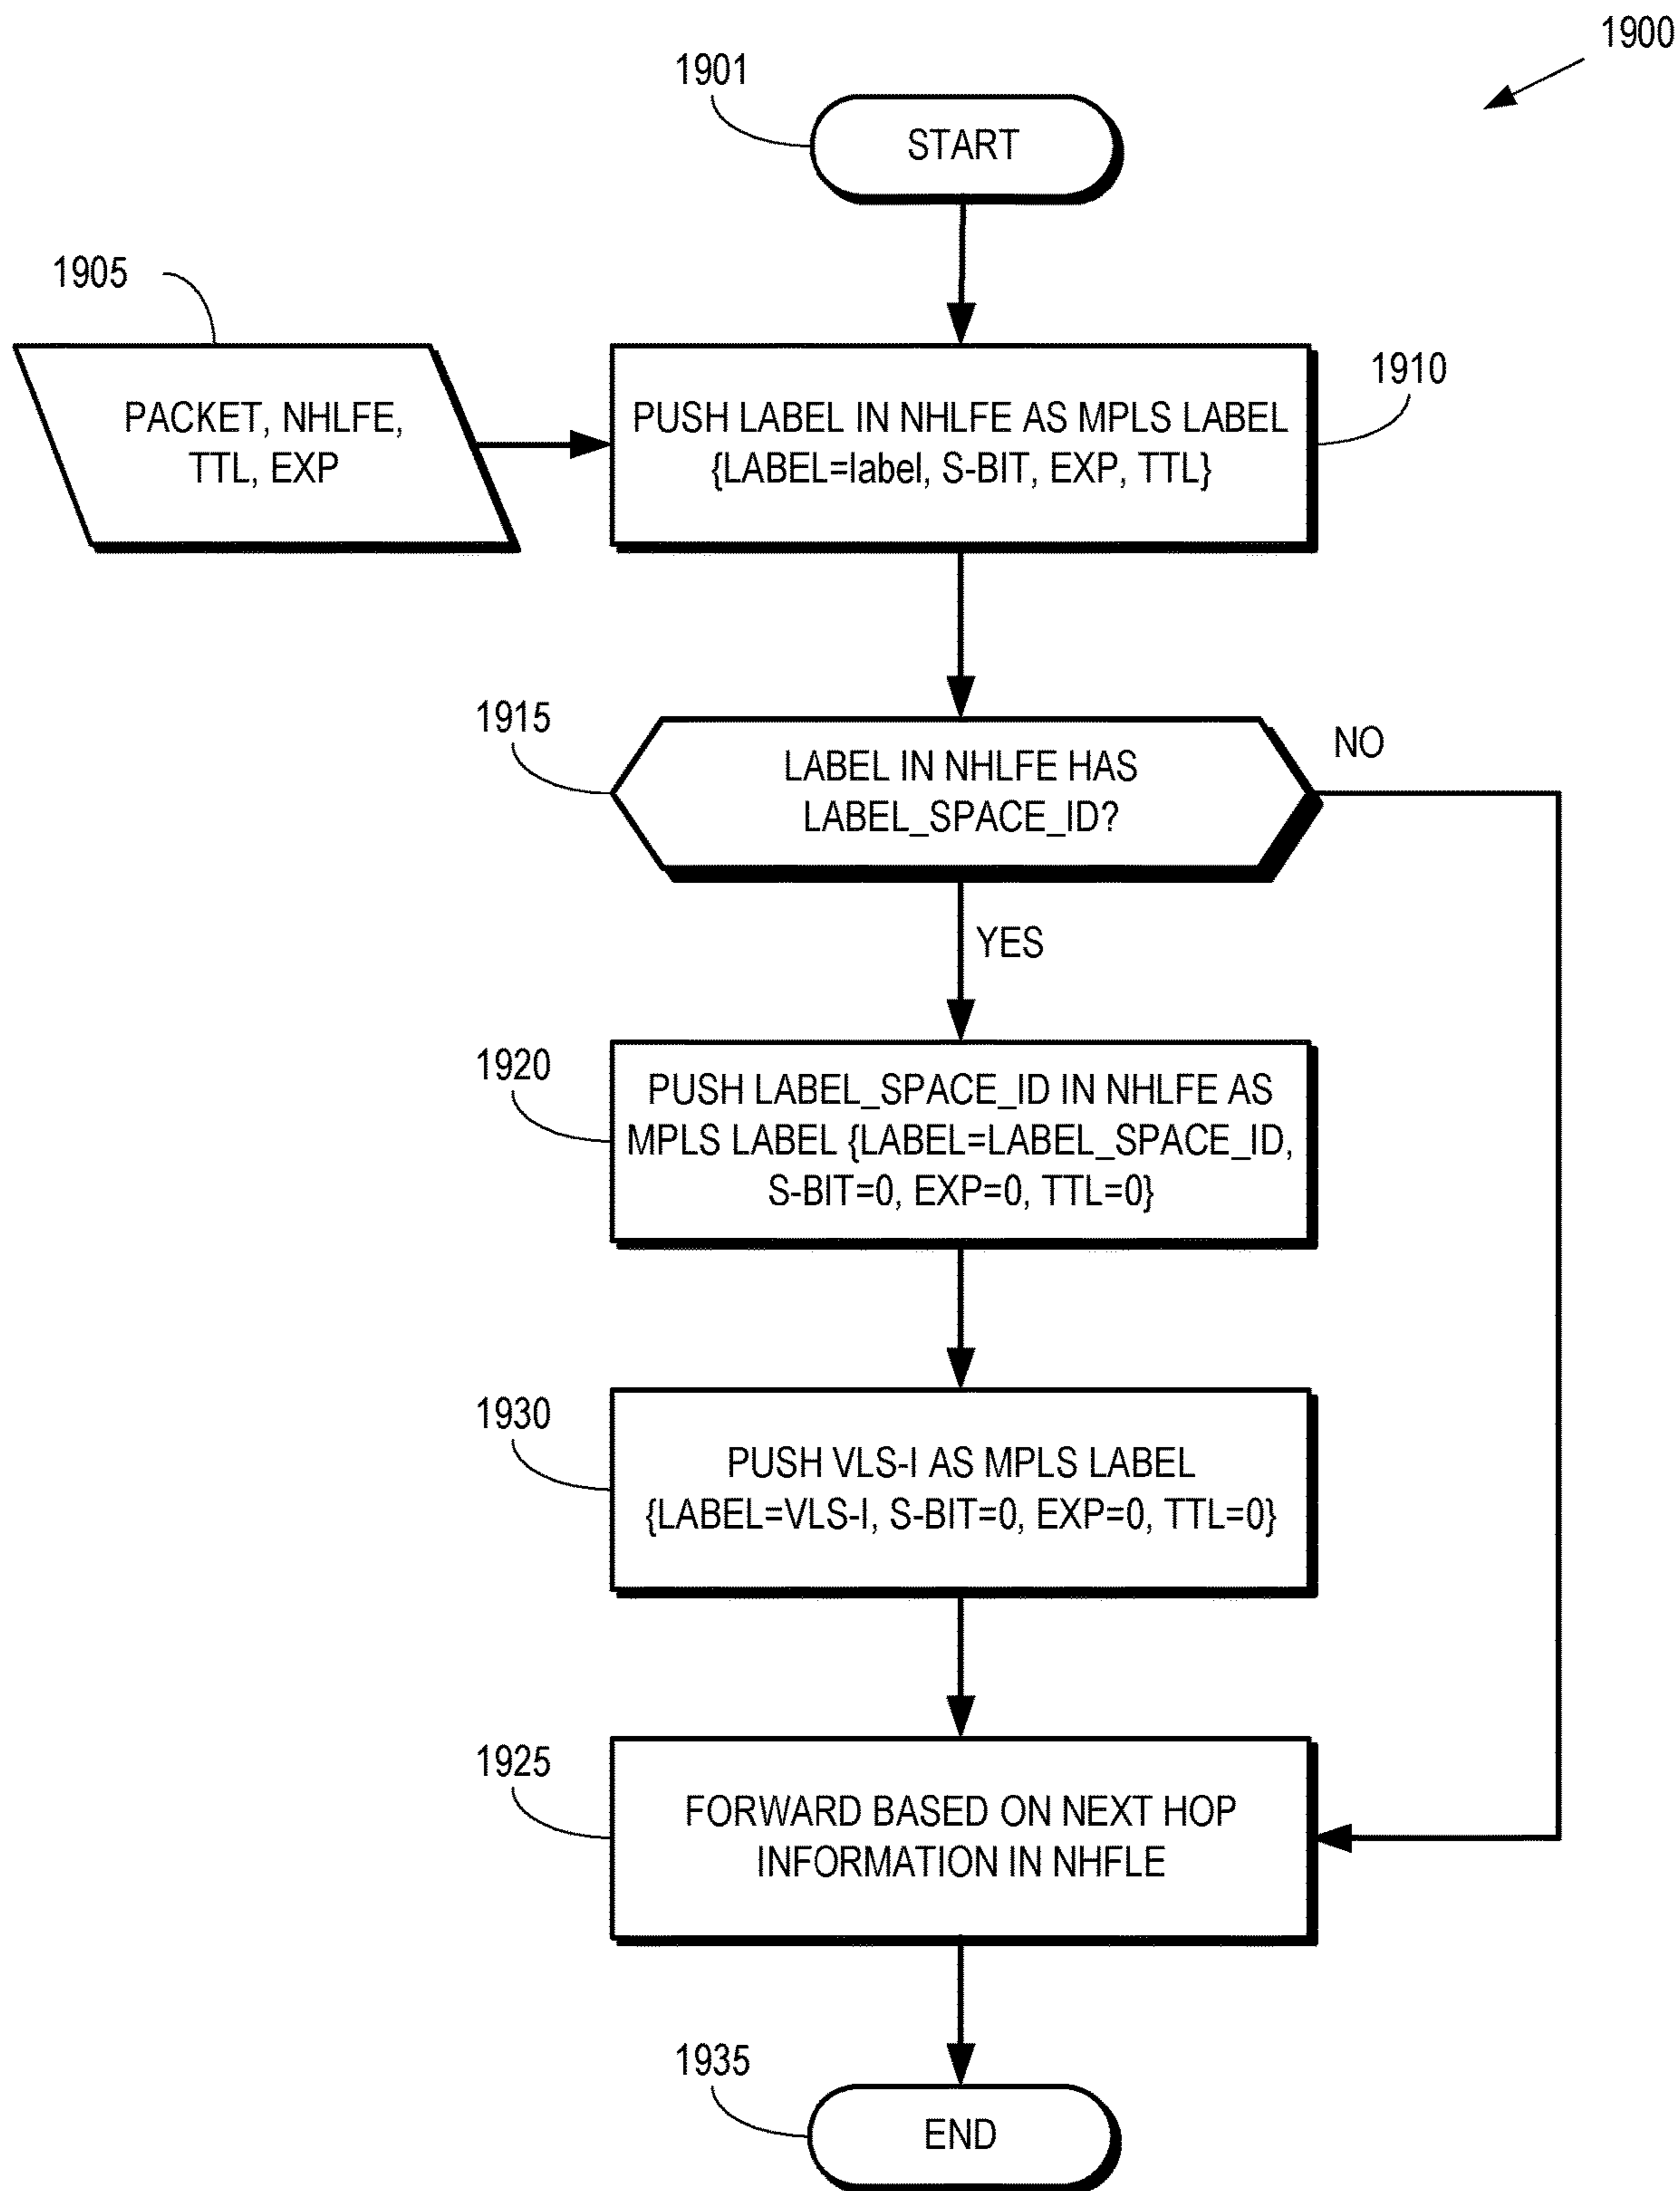 1900
1901
START
1905
PACKET, NHLFE,
TTL, EXP
1910
PUSH LABEL IN NHLFE AS MPLS LABEL
{LABEL=label, S-BIT, EXP, TTL}
1915
LABEL IN NHLFE HAS
LABEL_SPACE_ID?
NO
YES
1920
PUSH LABEL_SPACE_ID IN NHLFE AS
MPLS LABEL {LABEL=LABEL_SPACE_ID,
S-BIT=0, EXP=0, TTL=0}
1930
PUSH VLS-I AS MPLS LABEL
{LABEL=VLS-I, S-BIT=0, EXP=0, TTL=0}
1925
FORWARD BASED ON NEXT HOP
INFORMATION IN NHFLE
1935
END